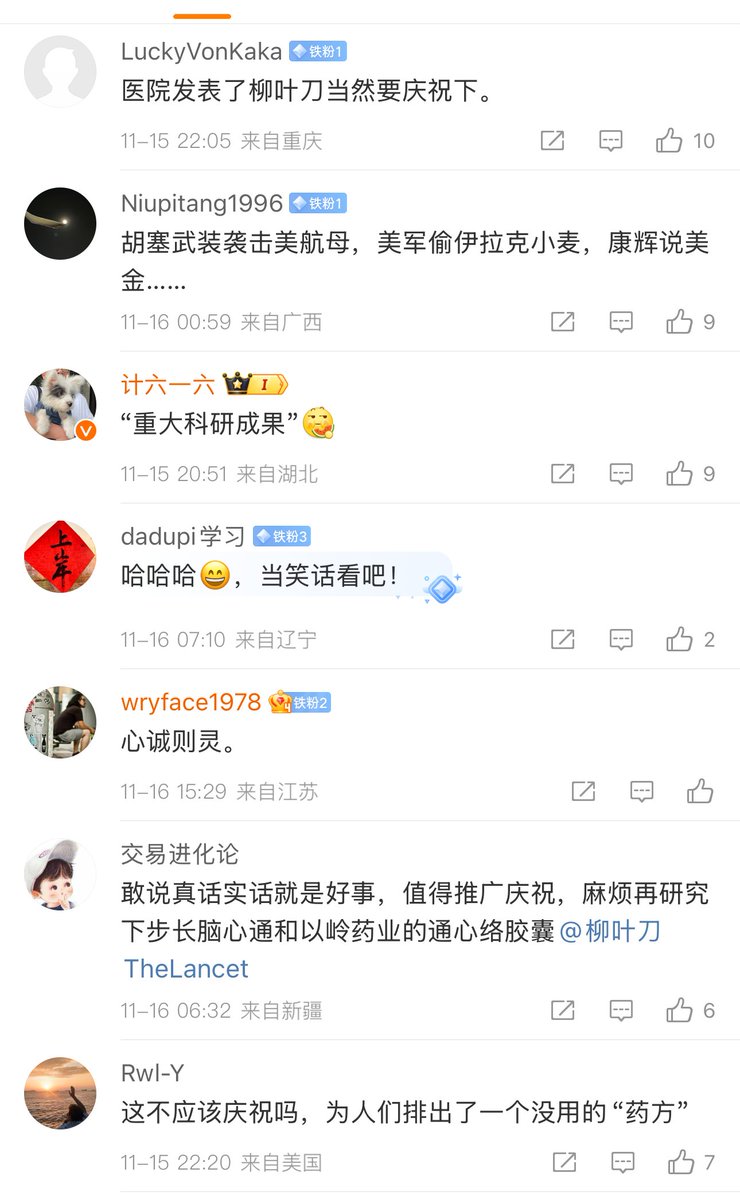 LuckyVonKaka 铁粉1
医院发表了柳叶刀当然要庆祝下。
11-15 22:05 来自重庆 10
Niupitang1996 铁粉1
胡塞武装袭击美航母，美军偷伊拉克小麦，康辉说美
金……
11-16 00:59 来自广西 9
计六一六 I
“重大科研成果”
11-15 20:51 来自湖北 9
上岸
dadupi学习 铁粉3
哈哈哈😄，当笑话看吧！
11-16 07:10 来自辽宁 2
wryface1978 4 铁粉2
心诚则灵。
11-16 15:29 来自江苏
交易进化论
敢说真话实话就是好事，值得推广庆祝，麻烦再研究
下步长脑心通和以岭药业的通心络胶囊@柳叶刀
TheLancet
11-16 06:32 来自新疆 6
Rwl-Y
这不应该庆祝吗，为人们排出了一个没用的“药方”
11-15 22:20 来自美国 7